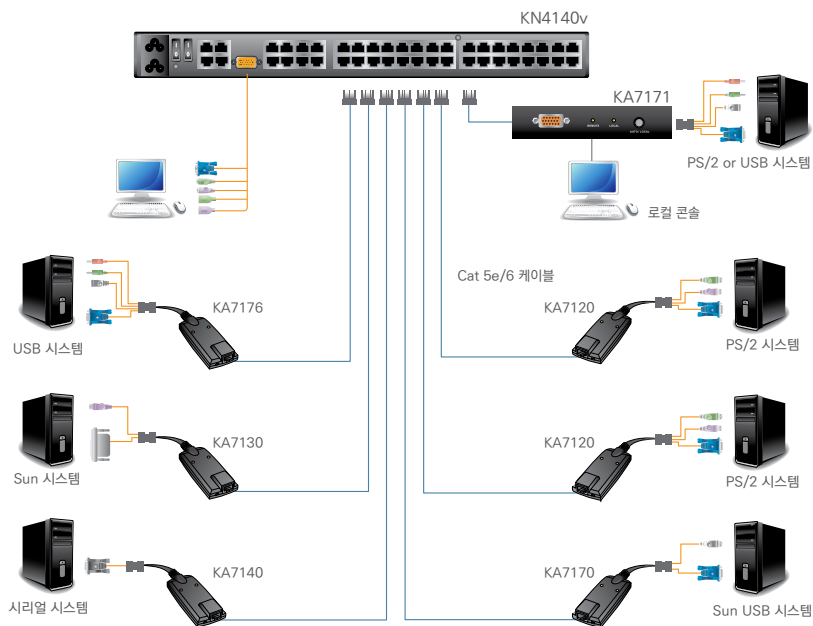 KN4140v
KA7171
REMOTE
LOCAL
PS/2 or USB 시스템
로컬 콘솔
Cat 5e/6 케이블
KA7176
USB 시스템
KA7120
PS/2 시스템
KA7130
Sun 시스템
KA7120
PS/2 시스템
KA7140
시리얼 시스템
KA7170
Sun USB 시스템